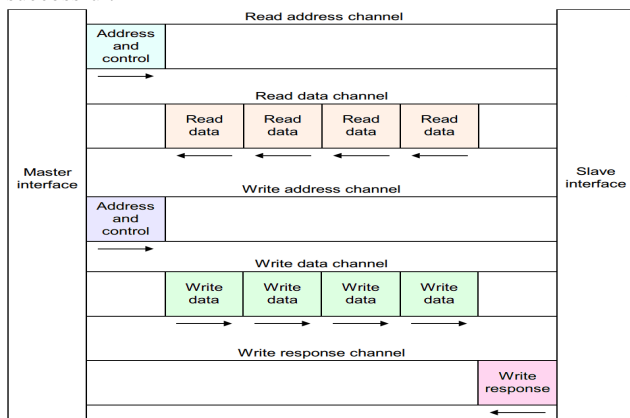 Read address channel
Address
and
control
Read data channel
Read
data
Read
data
Read
data
Read
data
Master
interface
Slave
interface
Write address channel
Address
and
control
Write data channel
Write
data
Write
data
Write
data
Write
data
Write response channel
Write
response